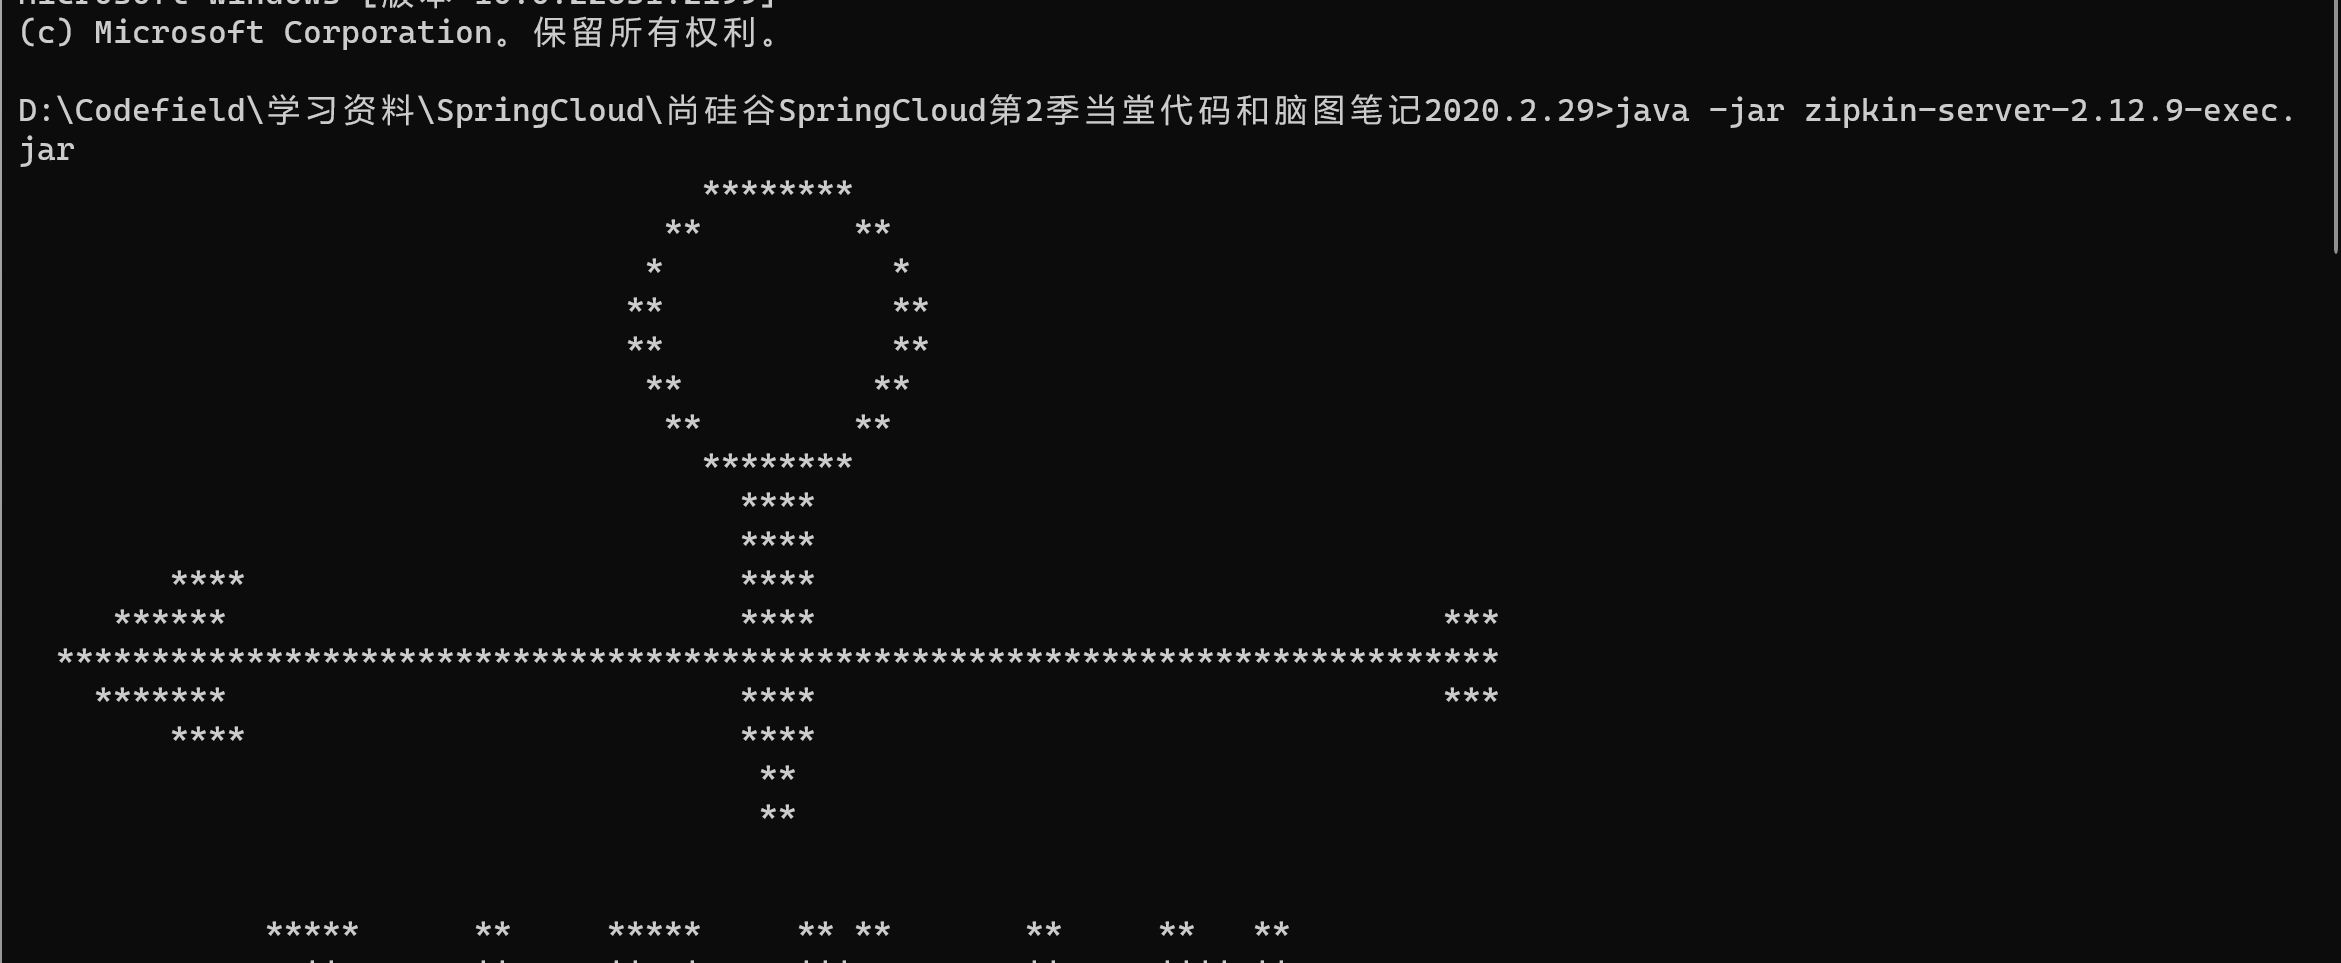 (c) Microsoft Corporation。保留所有权利。
D:\Codefield\学习资料\SpringCloud\尚硅谷SpringCloud第2季当堂代码和脑图笔记2020.2.29>java -jar zipkin-server-2.12.9-exec.
jar